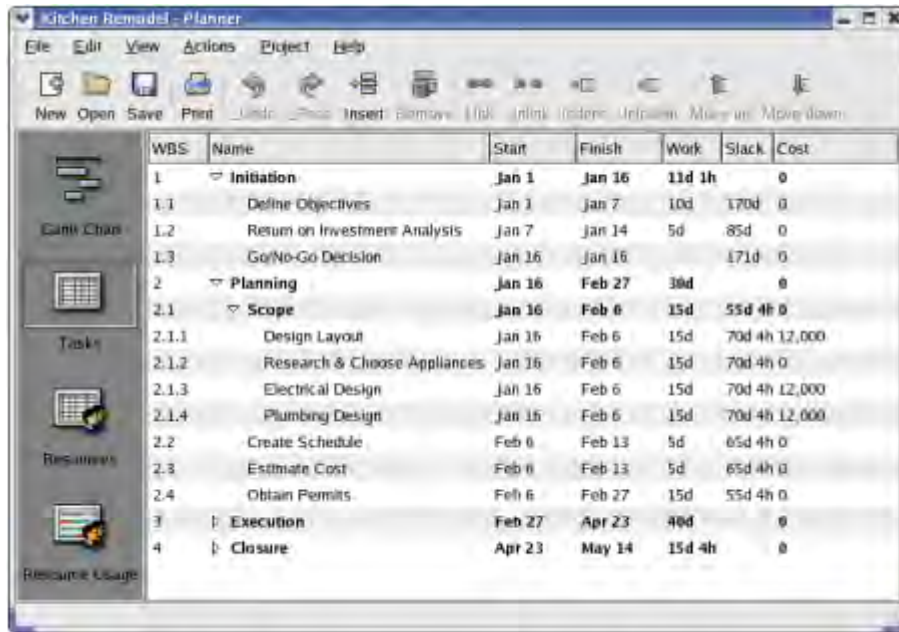 Kitchen Remodel - Planner
File Edit View Actions Project Help
New Open Save Print Undo Insert Remove Link Unlink Move up Move down
WBS Name Start Finish Work Slack Cost
1 Initiation Jan 1 Jan 16 11d 1h 0
1.1 Define Objectives Jan 1 Jan 7 10d 170d 0
1.2 Return on Investment Analysis Jan 7 Jan 14 5d 85d 0
1.3 Go/No-Go Decision Jan 16 Jan 16 171d 0
2 Planning Jan 16 Feb 27 30d 0
2.1 Scope Jan 16 Feb 6 15d 55d 4h 0
2.1.1 Design Layout Jan 16 Feb 6 15d 70d 4h 12,000
2.1.2 Research & Choose Appliances Jan 16 Feb 6 15d 70d 4h 0
2.1.3 Electrical Design Jan 16 Feb 6 15d 70d 4h 12,000
2.1.4 Plumbing Design Jan 16 Feb 6 15d 70d 4h 12,000
2.2 Create Schedule Feb 6 Feb 13 5d 65d 4h 0
2.3 Estimate Cost Feb 6 Feb 13 5d 65d 4h 0
2.4 Obtain Permits Feb 6 Feb 27 15d 55d 4h 0
3 Execution Feb 27 Apr 23 40d 0
4 Closure Apr 23 May 14 15d 4h 0
Gantt Chart
Tasks
Resources
Resource Usage